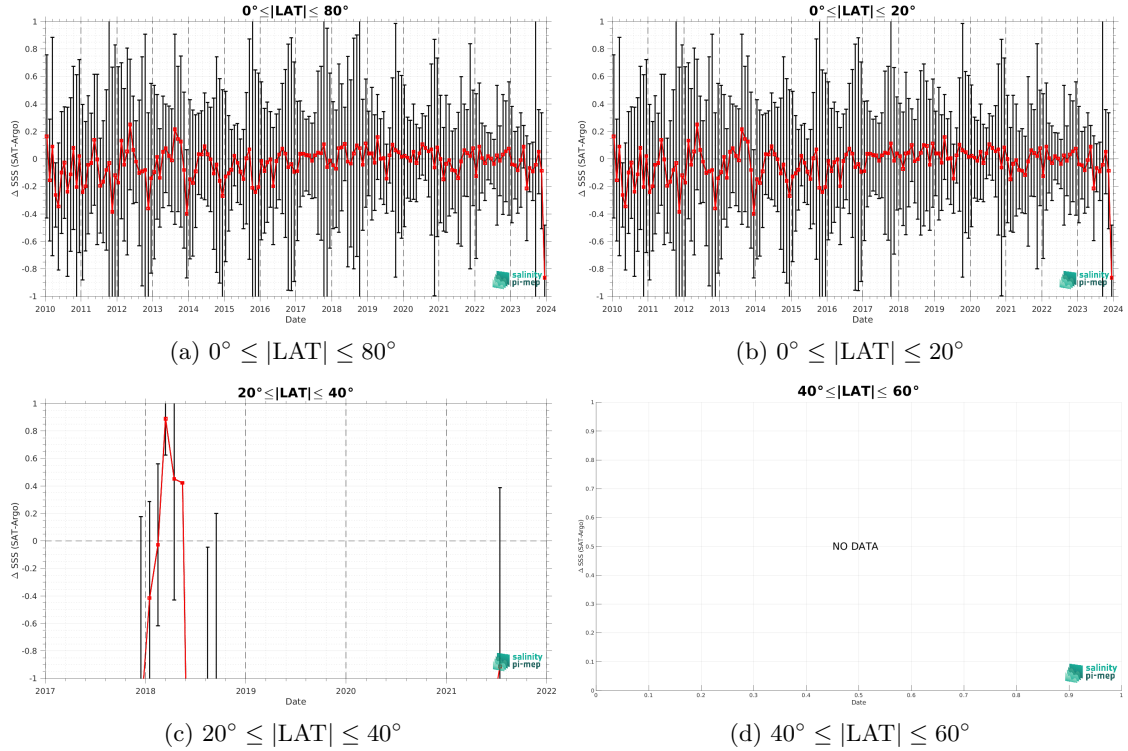 0°≤|LAT|≤ 80°
Δ SSS (SAT-Argo)
1
0.8
0.6
0.4
0.2
0
-0.2
-0.4
-0.6
-0.8
-1
2010 2011 2012 2013 2014 2015 2016 2017 2018 2019 2020 2021 2022 2023 2024
Date
salinity
pi-mep
(a) 0° ≤ |LAT| ≤ 80°
0°≤|LAT|≤ 20°
Δ SSS (SAT-Argo)
1
0.8
0.6
0.4
0.2
0
-0.2
-0.4
-0.6
-0.8
-1
2010 2011 2012 2013 2014 2015 2016 2017 2018 2019 2020 2021 2022 2023 2024
Date
salinity
pi-mep
(b) 0° ≤ |LAT| ≤ 20°
20°≤|LAT|≤ 40°
Δ SSS (SAT-Argo)
1
0.8
0.6
0.4
0.2
0
-0.2
-0.4
-0.6
-0.8
-1
2017 2018 2019 2020 2021 2022
Date
salinity
pi-mep
(c) 20° ≤ |LAT| ≤ 40°
40°≤|LAT|≤ 60°
Δ SSS (SAT-Argo)
1
0.9
0.8
0.7
0.6
0.5
0.4
0.3
0.2
0.1
0
NO DATA
0 0.1 0.2 0.3 0.4 0.5 0.6 0.7 0.8 0.9 1
Date
salinity
pi-mep
(d) 40° ≤ |LAT| ≤ 60°